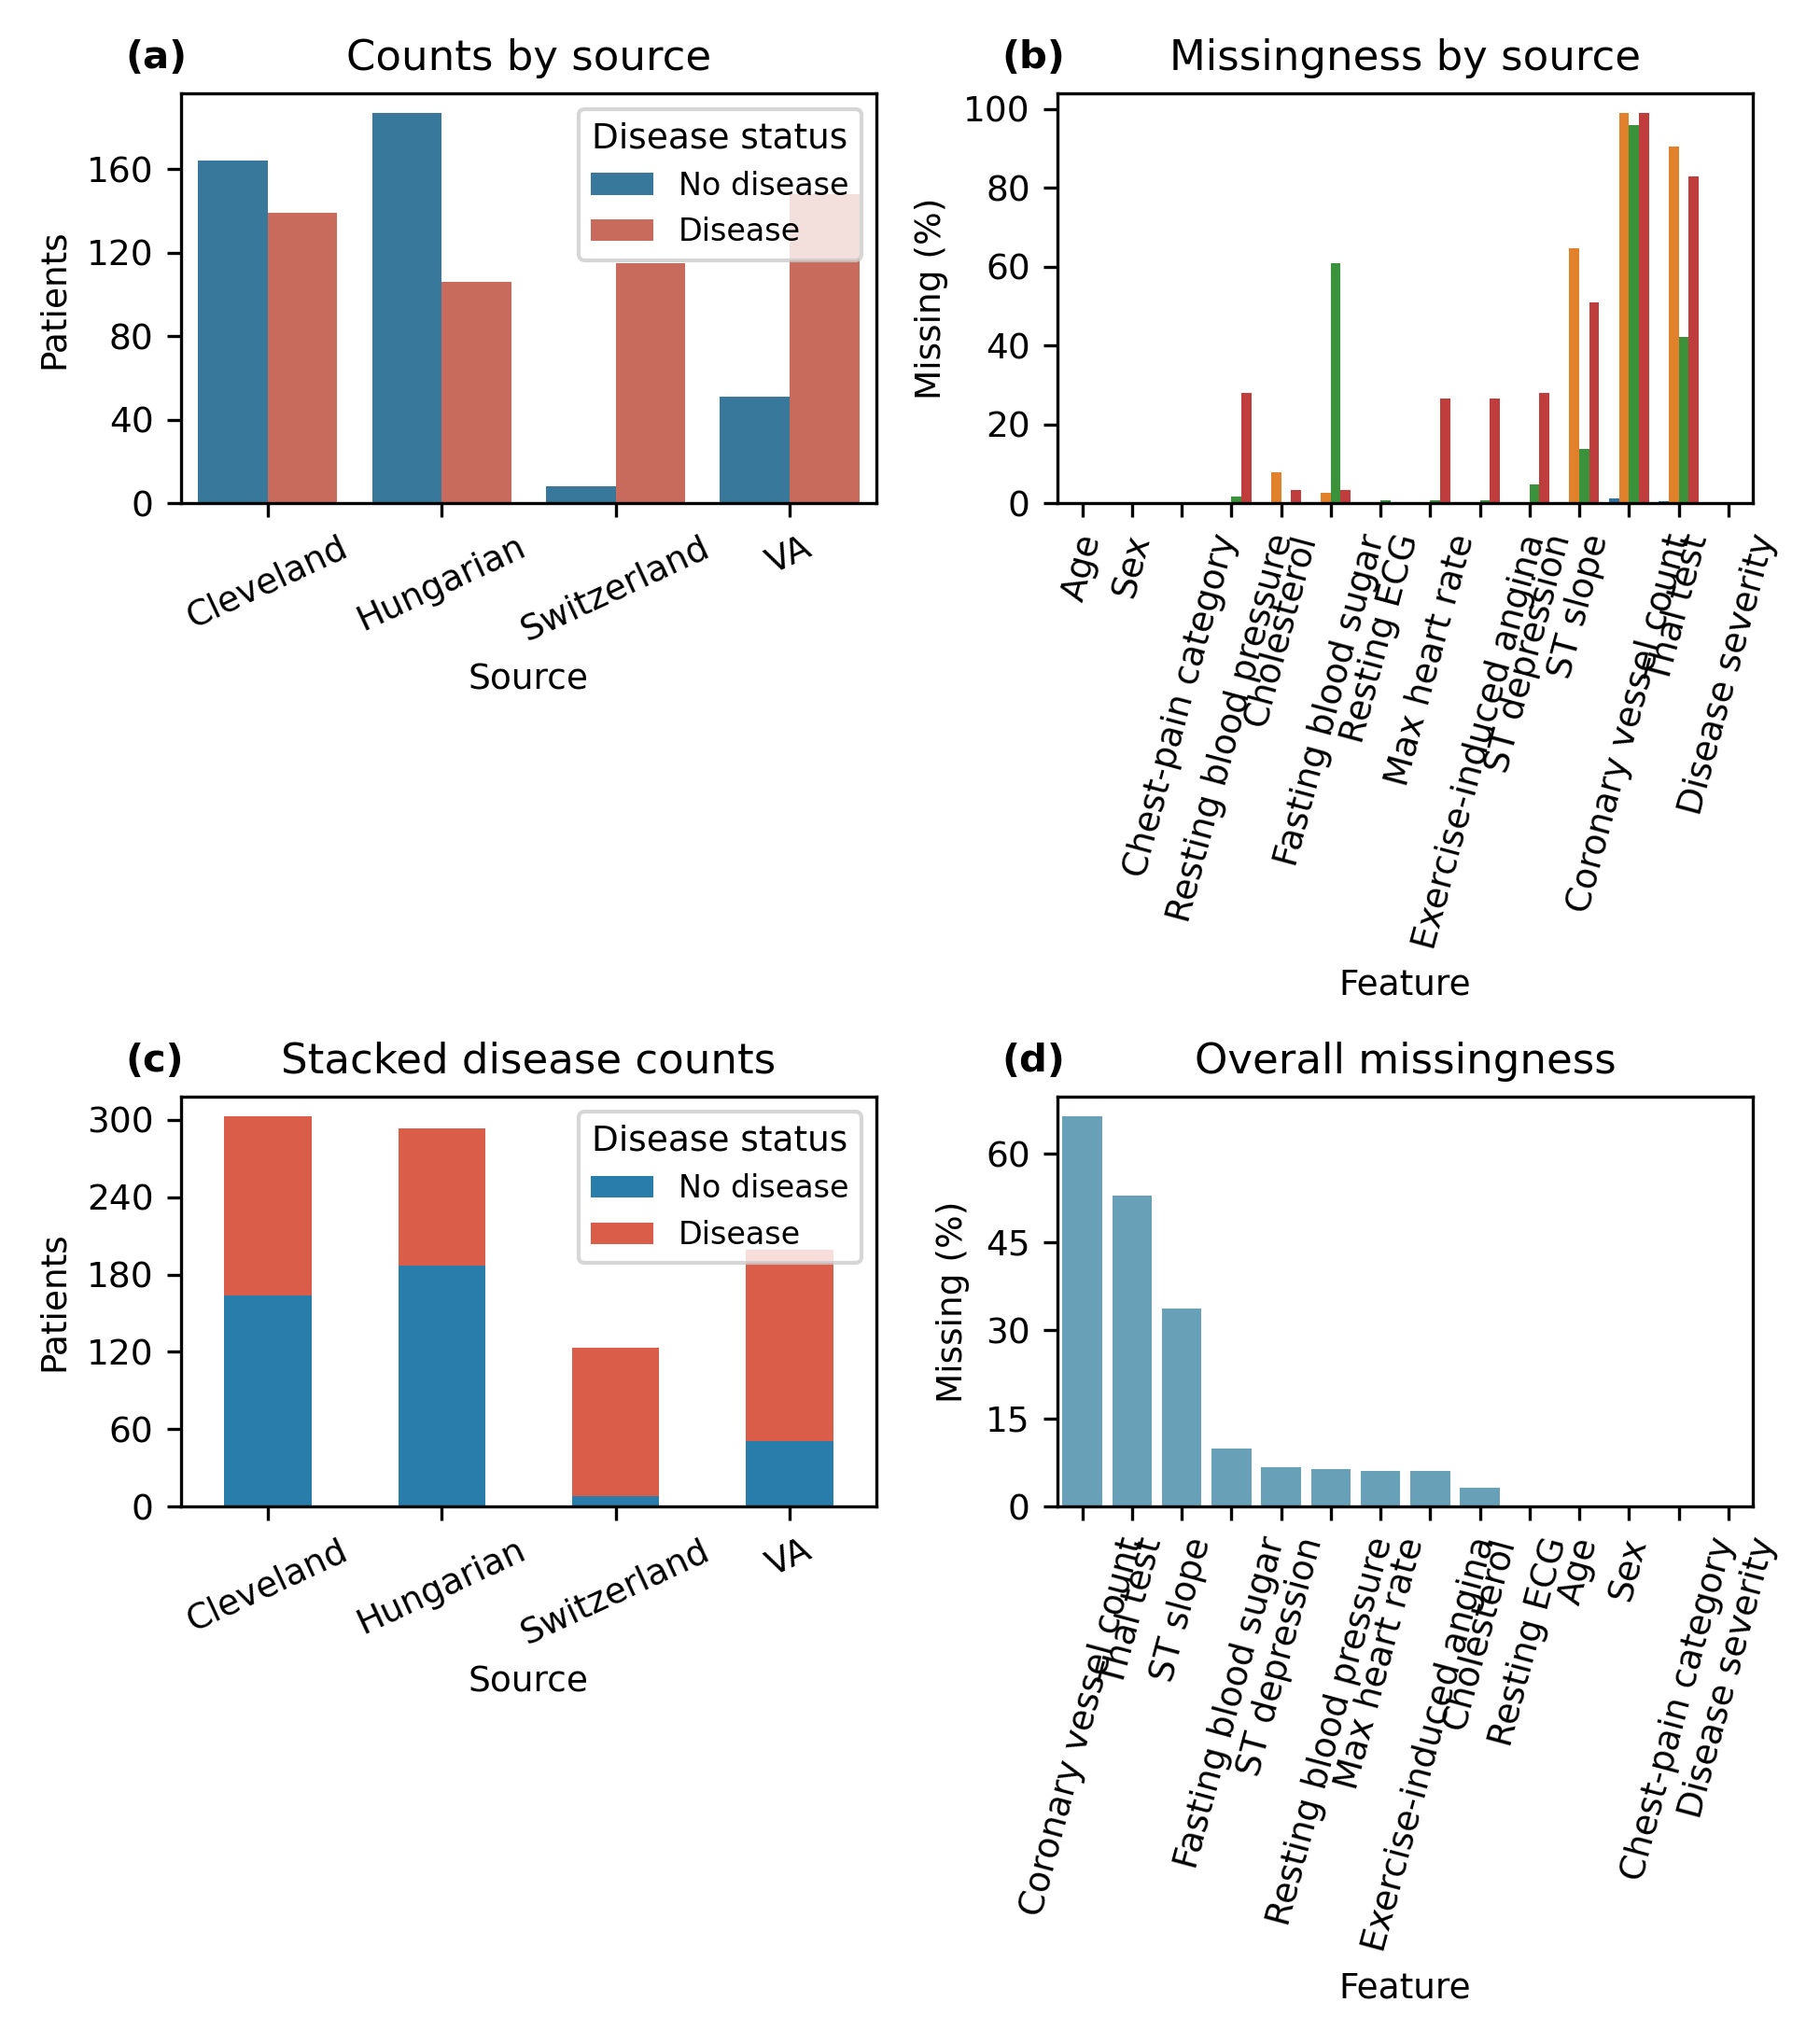 (a) Counts by source
Patients
160
120
80
40
0
Disease status
No disease
Disease
Cleveland
Hungarian
Switzerland
VA
Source
(b) Missingness by source
Missing (%)
100
80
60
40
20
0
Age
Sex
Chest-pain category
Resting blood pressure
Cholesterol
Fasting blood sugar
Resting ECG
Max heart rate
Exercise-induced angina
ST depression
ST slope
Coronary vessel count
Thal test
Disease severity
Feature
(c) Stacked disease counts
Patients
300
240
180
120
60
0
Disease status
No disease
Disease
Cleveland
Hungarian
Switzerland
VA
Source
(d) Overall missingness
Missing (%)
60
45
30
15
0
Coronary vessel count
Thal test
ST slope
Fasting blood sugar
ST depression
Resting blood pressure
Max heart rate
Exercise-induced angina
Cholesterol
Resting ECG
Age
Sex
Chest-pain category
Disease severity
Feature